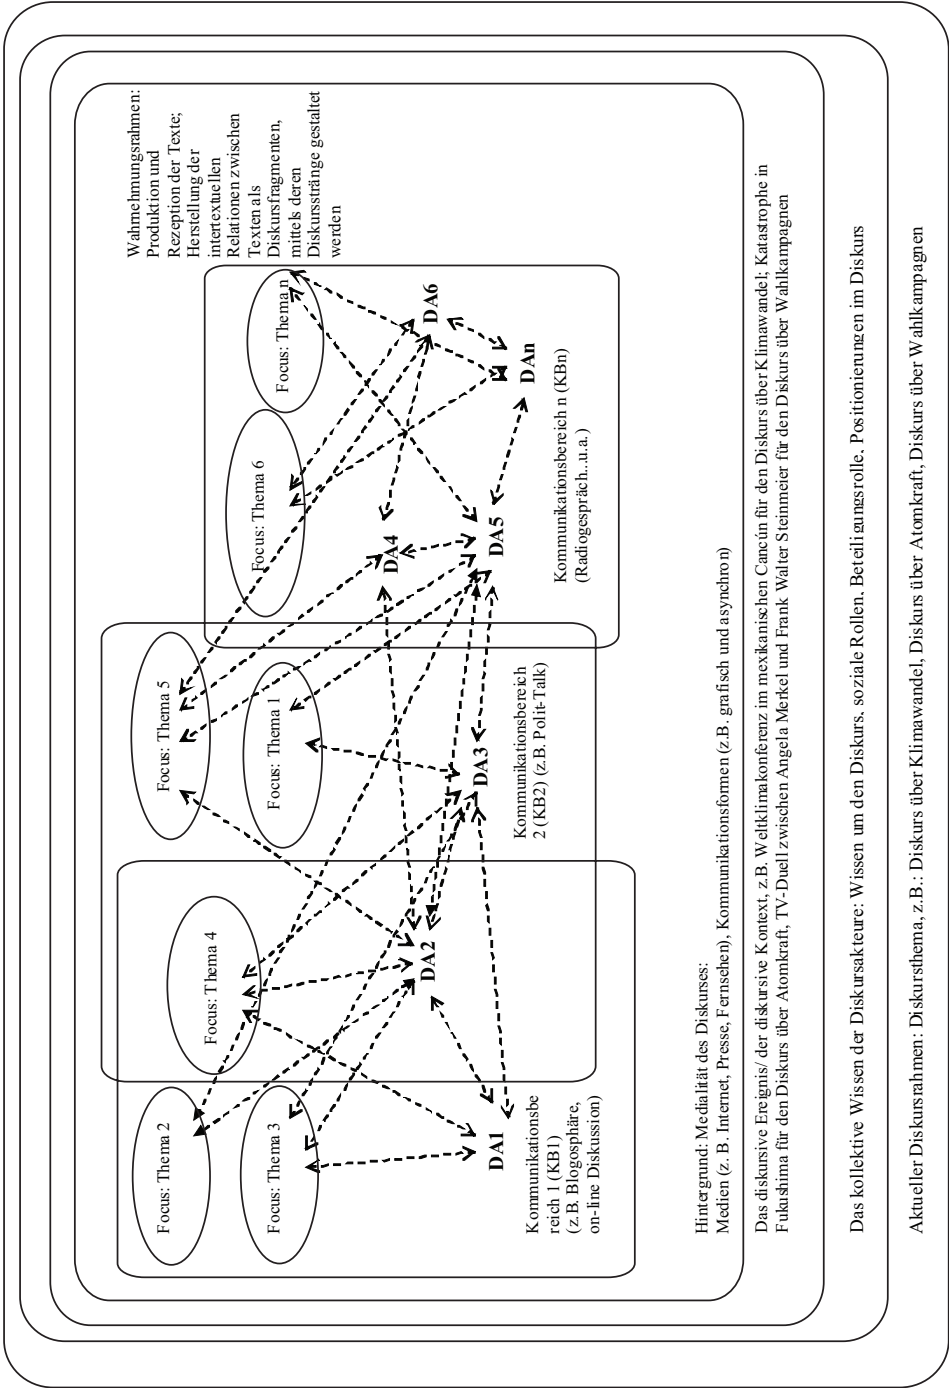 Wahrnehmungsrahmen:
Produktion und
Rezeption der Texte;
Herstellung der
intertextuellen
Relationen zwischen
Texten als
Diskursfragmenten,
mittels deren
Diskursstränge gestaltet
werden
Focus: Thema 2
Focus: Thema 3
Focus: Thema 4
Focus: Thema 5
Focus: Thema 1
Focus: Thema 6
Focus: Thema n
DA1
DA2
DA3
DA4
DA5
DA6
DAn
Kommunikationsbe
reich 1 (KB1)
(z.B. Blogosphäre,
on-line Diskussion)
Kommunikationsbereich
2 (KB2) (z.B. Polit-Talk)
Kommunikationsbereich n (KBn)
(Radiogespräch...u.a.)
Hintergrund: Medialität des Diskurses:
Medien (z. B. Internet, Presse, Fernsehen), Kommunikationsformen (z.B. grafisch und asynchron)
Das diskursive Ereignis/ der diskursive Kontext, z.B. Weltklimakonferenz im mexikanischen Cancún für den Diskurs über Klimawandel; Katastrophe in
Fukushima für den Diskurs über Atomkraft, TV-Duell zwischen Angela Merkel und Frank Walter Steinmeier für den Diskurs über Wahlkampagnen
Das kollektive Wissen der Diskursakteure: Wissen um den Diskurs, soziale Rollen, Beteiligungsrolle, Positionierungen im Diskurs
Aktueller Diskursrahmen: Diskursthema, z.B.: Diskurs über Klimawandel, Diskurs über Atomkraft, Diskurs über Wahlkampagnen